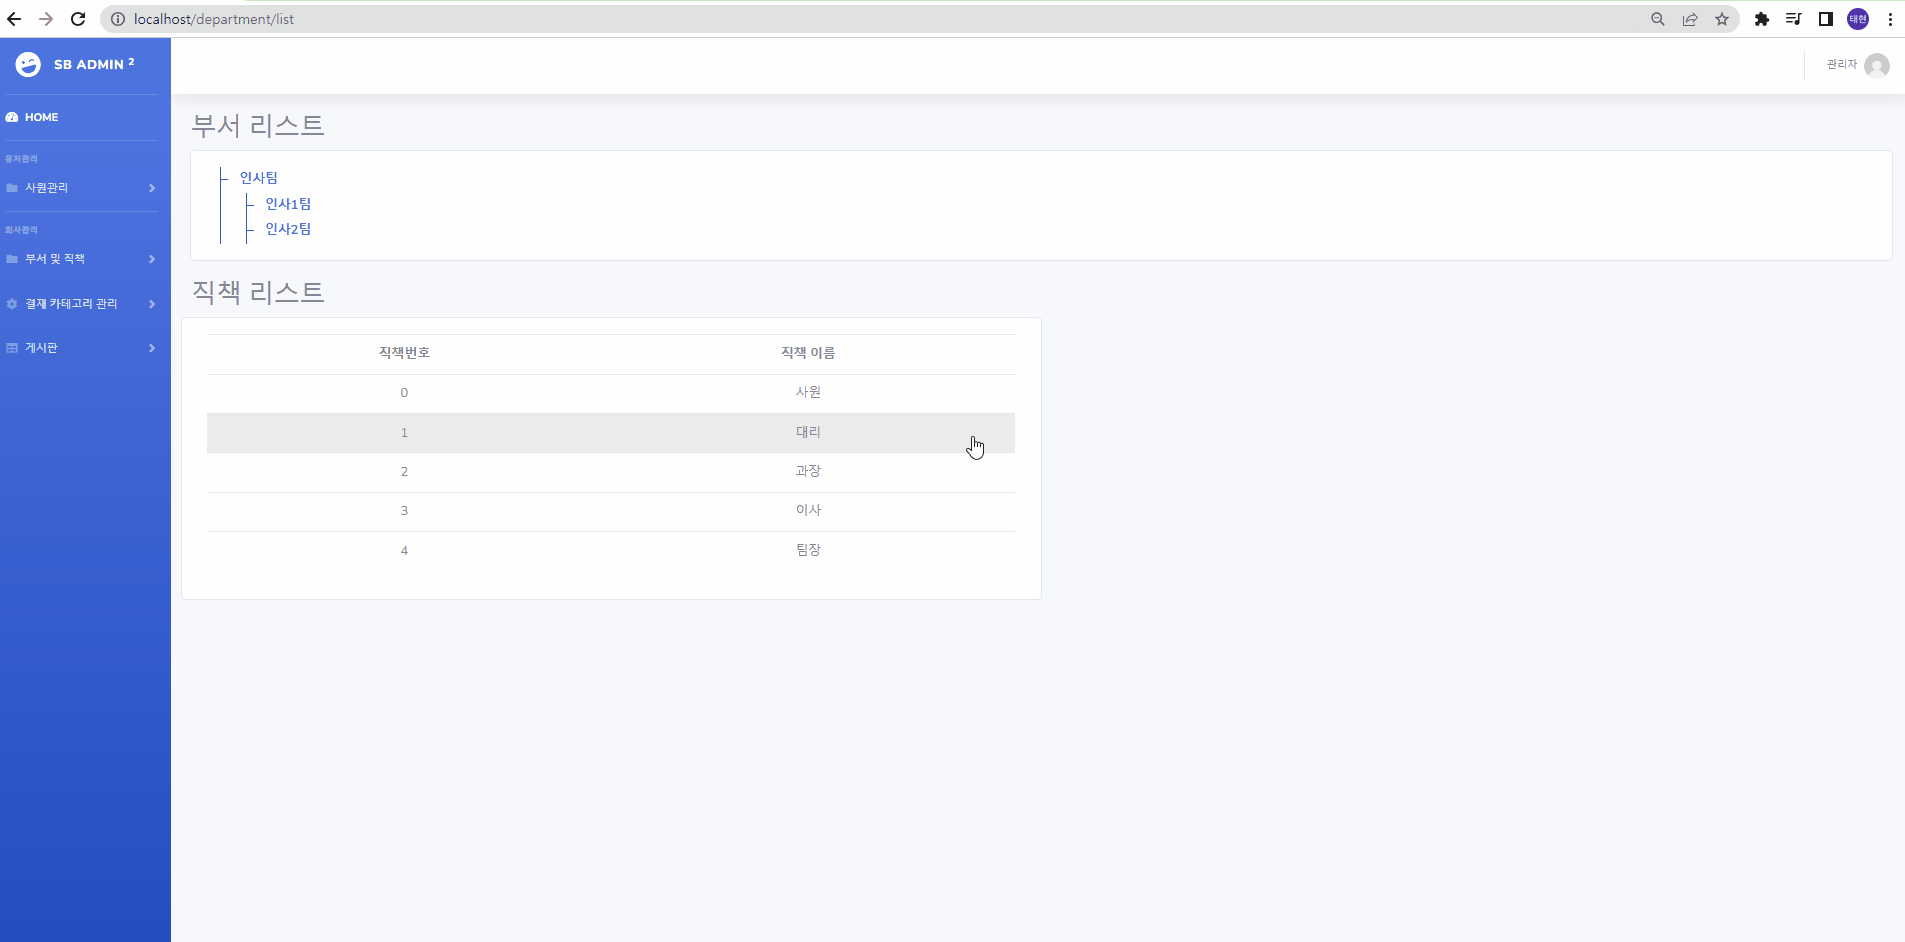 localhost/department/list
태현
SB ADMIN 2
관리자
HOME
유저관리
사원관리
회사관리
부서 및 직책
결재 카테고리 관리
게시판
부서 리스트
인사팀
인사1팀
인사2팀
직책 리스트
직책번호 직책 이름
0 사원
1 대리
2 과장
3 이사
4 팀장